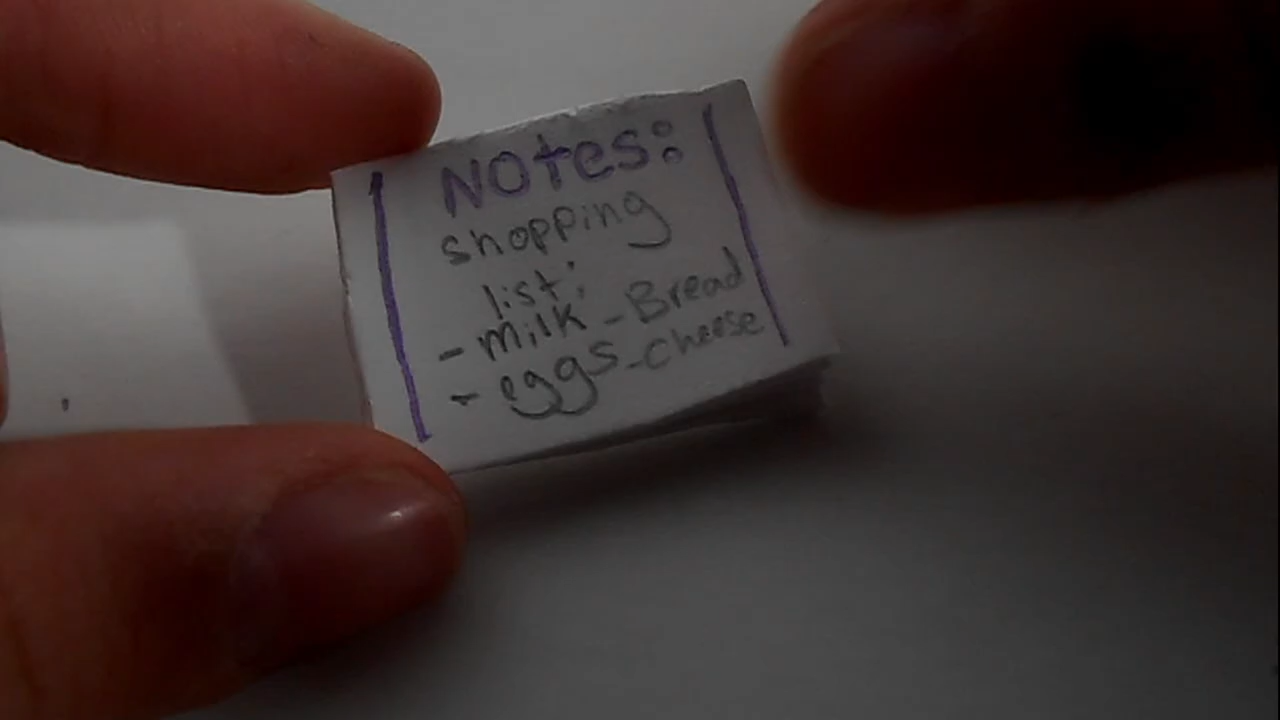 NOtes:
shopping
list:
- milk - Bread
- eggs - cheese